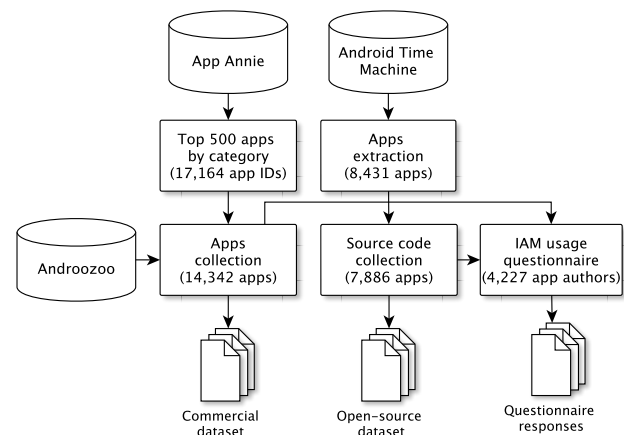 App Annie
Android Time
Machine
Top 500 apps
by category
(17,164 app IDs)
Apps
extraction
(8,431 apps)
Androozoo
Apps
collection
(14,342 apps)
Source code
collection
(7,886 apps)
IAM usage
questionnaire
(4,227 app authors)
Commercial
dataset
Open-source
dataset
Questionnaire
responses